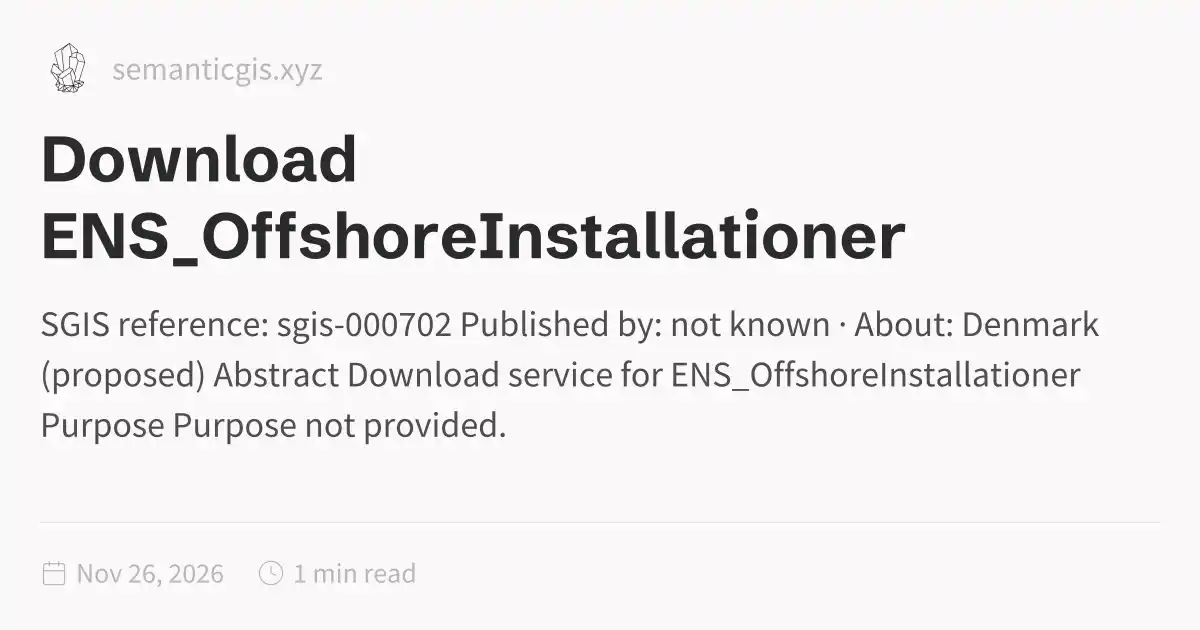 semanticgis.xyz
Download
ENS_OffshoreInstallationer
SGIS reference: sgis-000702 Published by: not known · About: Denmark
(proposed) Abstract Download service for ENS_OffshoreInstallationer
Purpose Purpose not provided.
Nov 26, 2026 1 min read